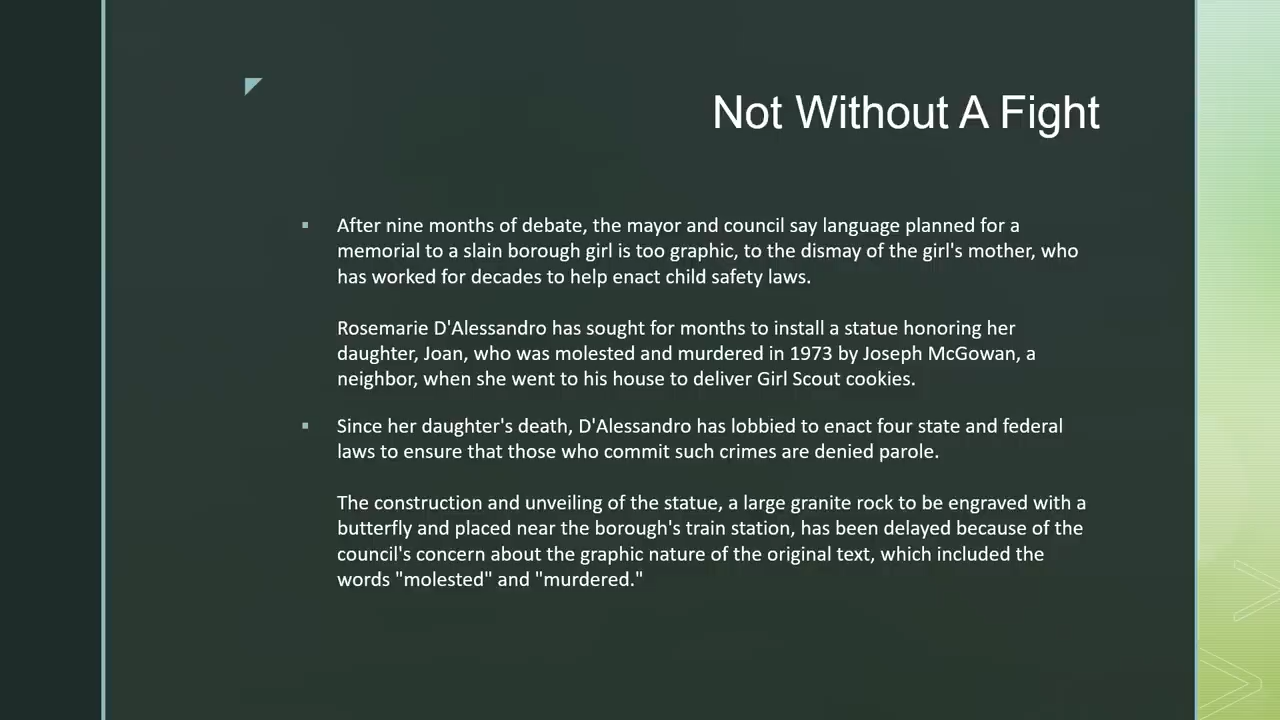 Not Without A Fight
After nine months of debate, the mayor and council say language planned for a
memorial to a slain borough girl is too graphic, to the dismay of the girl's mother, who
has worked for decades to help enact child safety laws.
Rosemarie D'Alessandro has sought for months to install a statue honoring her
daughter, Joan, who was molested and murdered in 1973 by Joseph McGowan, a
neighbor, when she went to his house to deliver Girl Scout cookies.
Since her daughter's death, D'Alessandro has lobbied to enact four state and federal
laws to ensure that those who commit such crimes are denied parole.
The construction and unveiling of the statue, a large granite rock to be engraved with a
butterfly and placed near the borough's train station, has been delayed because of the
council's concern about the graphic nature of the original text, which included the
words "molested" and "murdered."